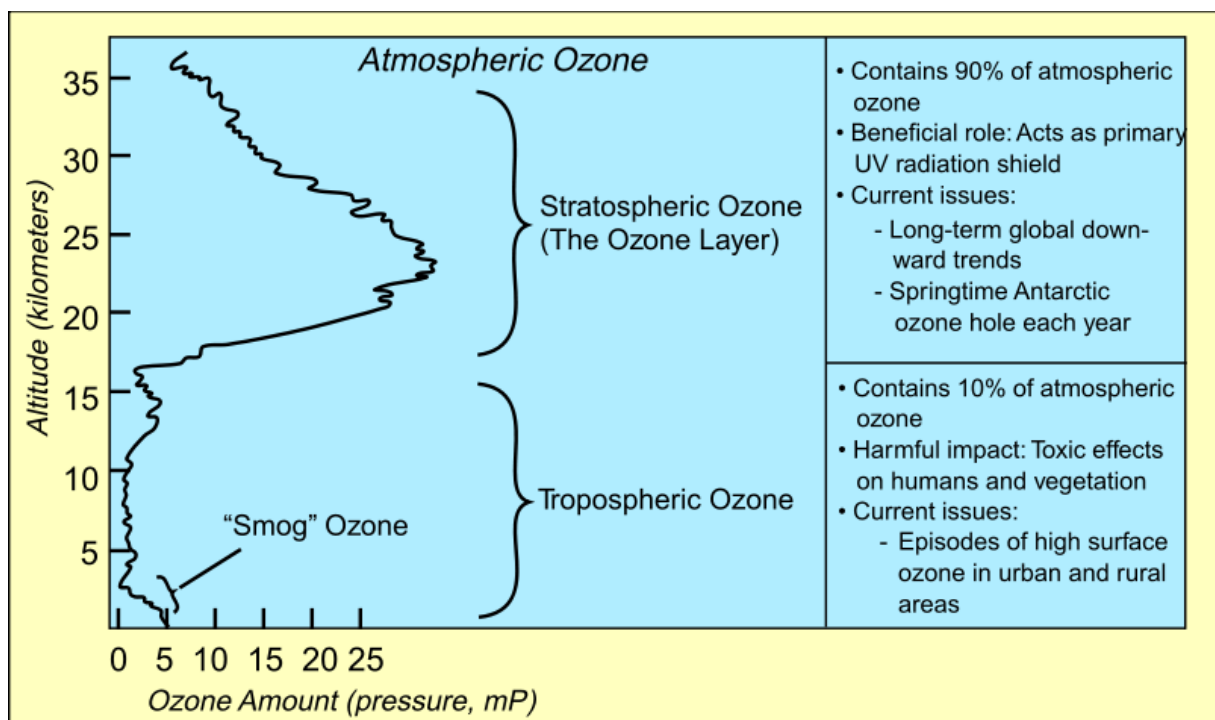 Atmospheric Ozone
Altitude (kilometers)
35
30
25
20
15
10
5
Stratospheric Ozone
(The Ozone Layer)
Tropospheric Ozone
“Smog” Ozone
0 5 10 15 20 25
Ozone Amount (pressure, mP)
• Contains 90% of atmospheric
ozone
• Beneficial role: Acts as primary
UV radiation shield
• Current issues:
- Long-term global down-
ward trends
- Springtime Antarctic
ozone hole each year
• Contains 10% of atmospheric
ozone
• Harmful impact: Toxic effects
on humans and vegetation
• Current issues:
- Episodes of high surface
ozone in urban and rural
areas